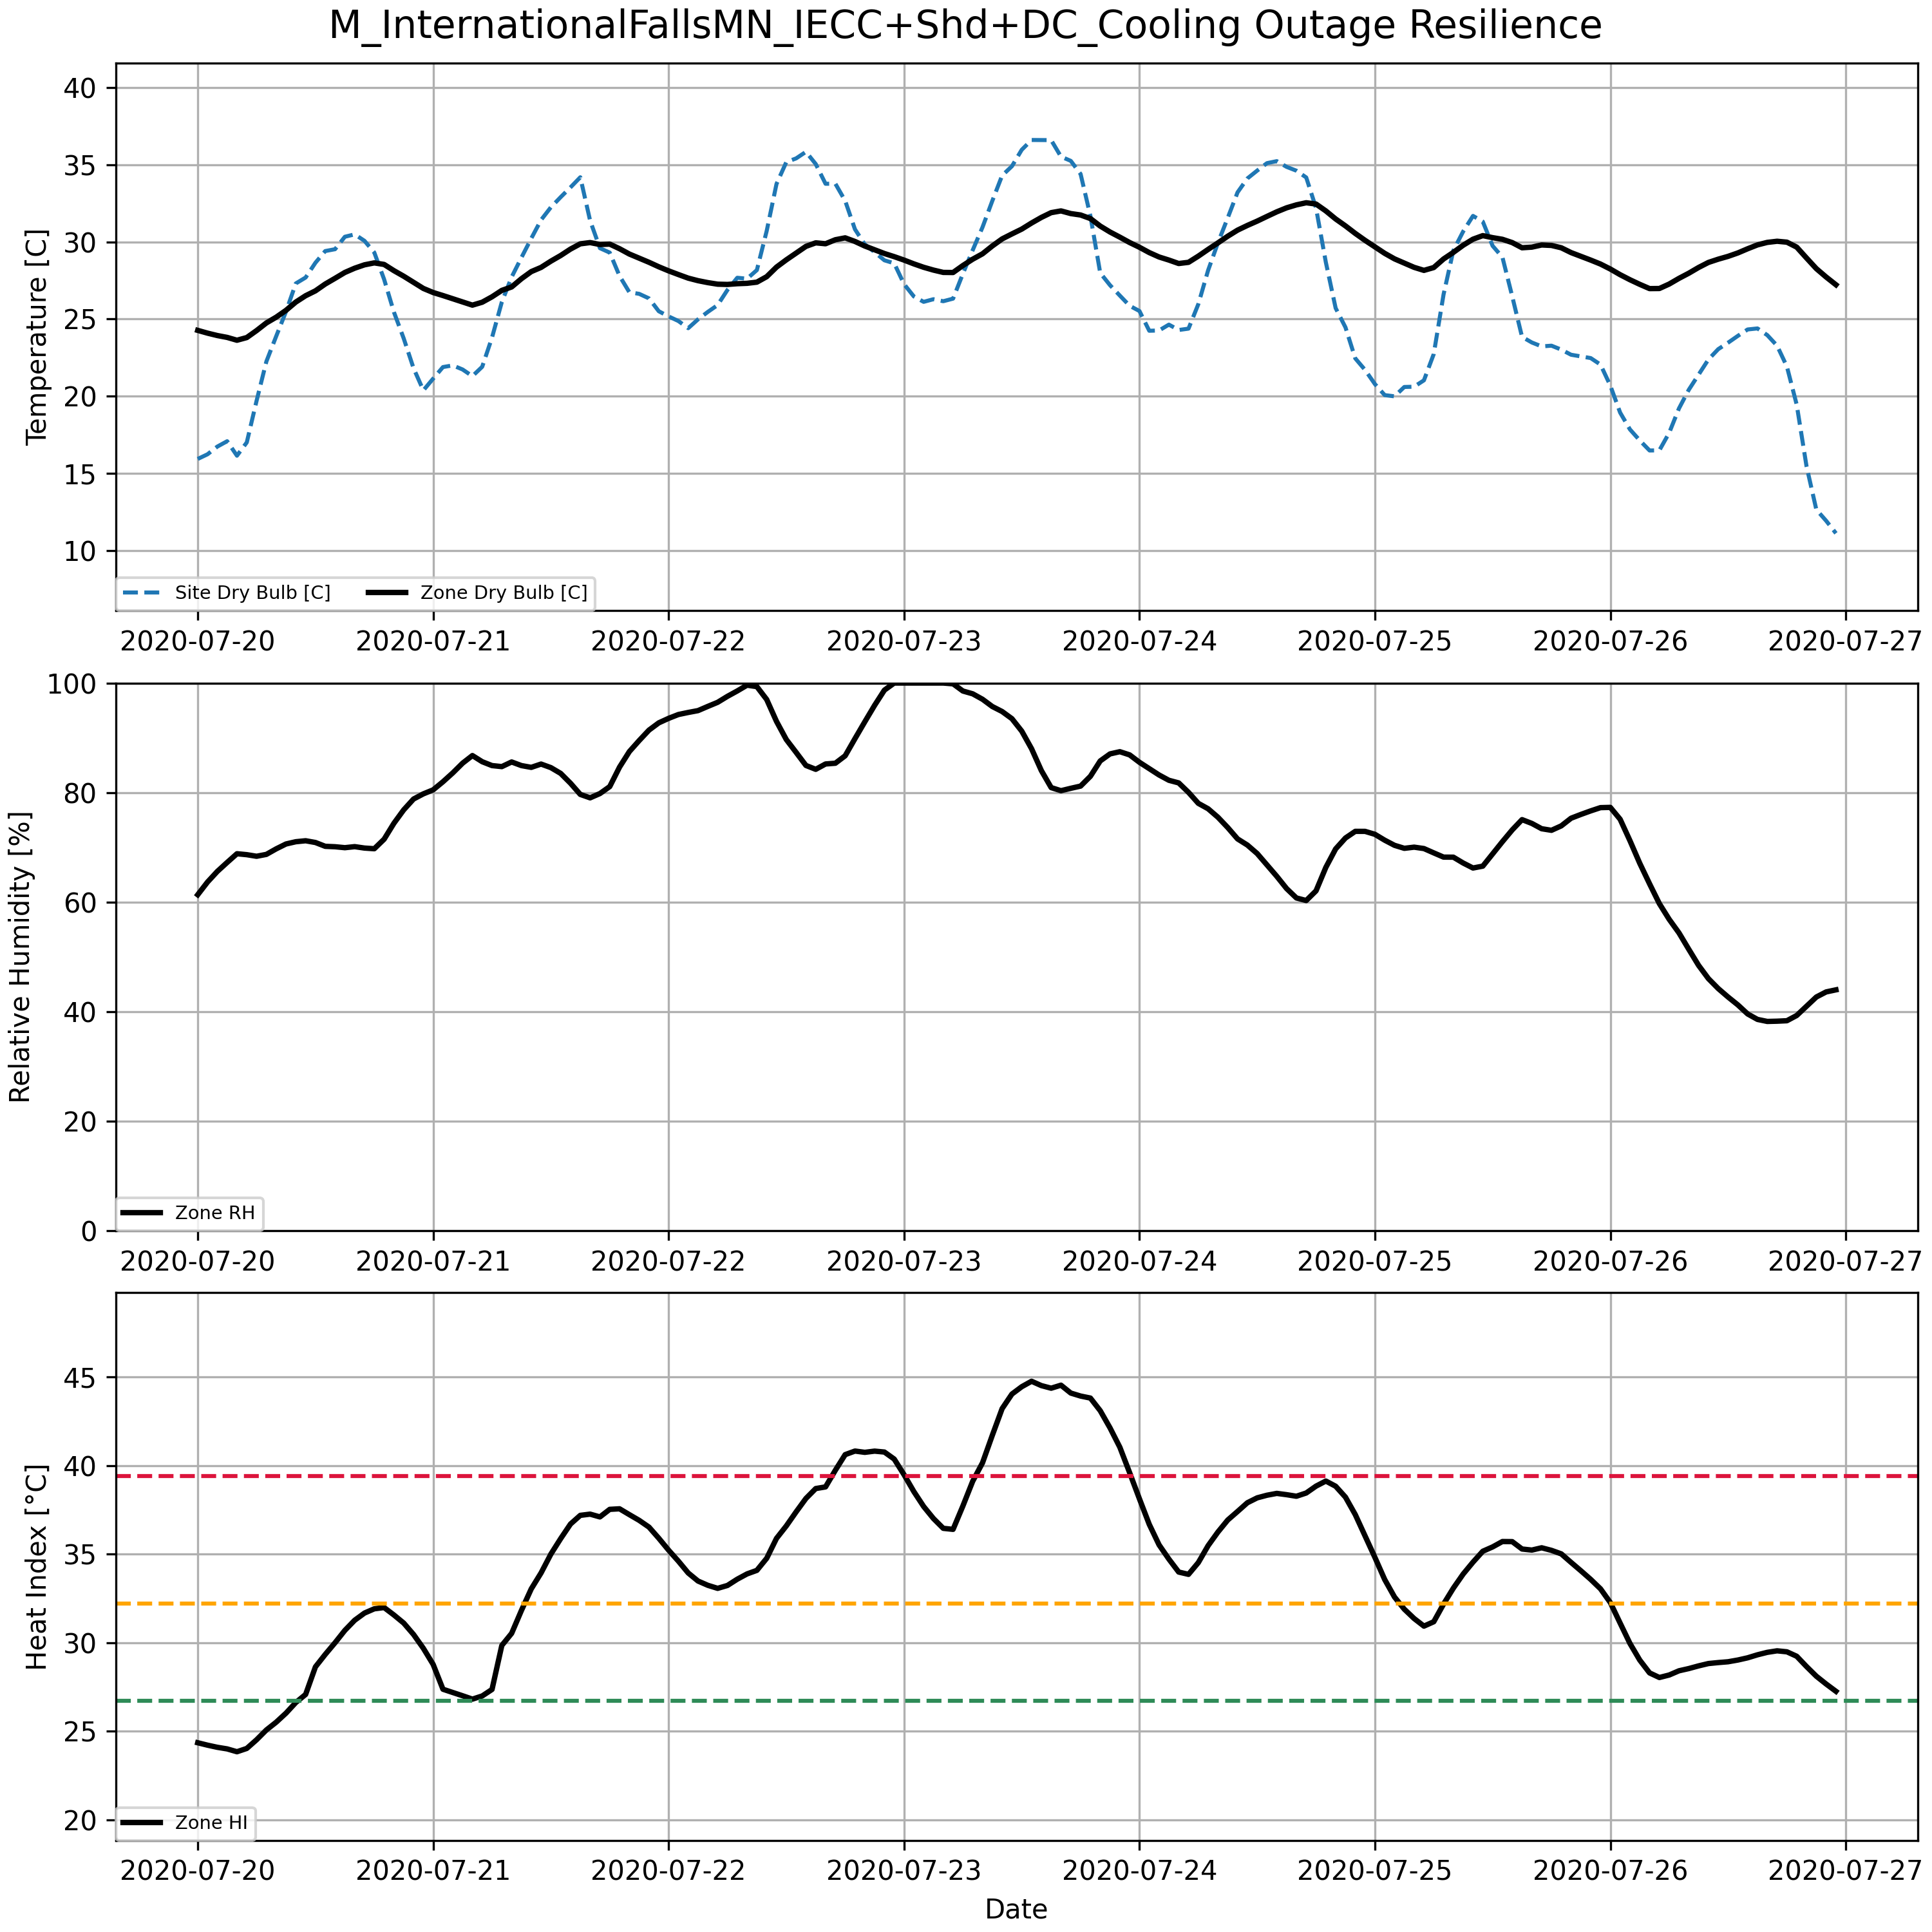 M_InternationalFallsMN_IECC+Shd+DC_Cooling Outage Resilience
40
35
30
25
20
15
10
Temperature [C]
Site Dry Bulb [C] Zone Dry Bulb [C]
2020-07-20 2020-07-21 2020-07-22 2020-07-23 2020-07-24 2020-07-25 2020-07-26 2020-07-27
100
80
60
40
20
0
Relative Humidity [%]
Zone RH
2020-07-20 2020-07-21 2020-07-22 2020-07-23 2020-07-24 2020-07-25 2020-07-26 2020-07-27
45
40
35
30
25
20
Heat Index [°C]
Zone HI
2020-07-20 2020-07-21 2020-07-22 2020-07-23 2020-07-24 2020-07-25 2020-07-26 2020-07-27
Date